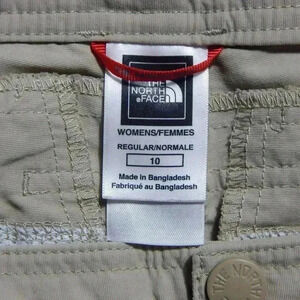 THE
NORTH
FACE
WOMENS/FEMMES
REGULAR/NORMALE
10
Made in Bangladesh
Fabriqué au Bangladesh
THE NORTH